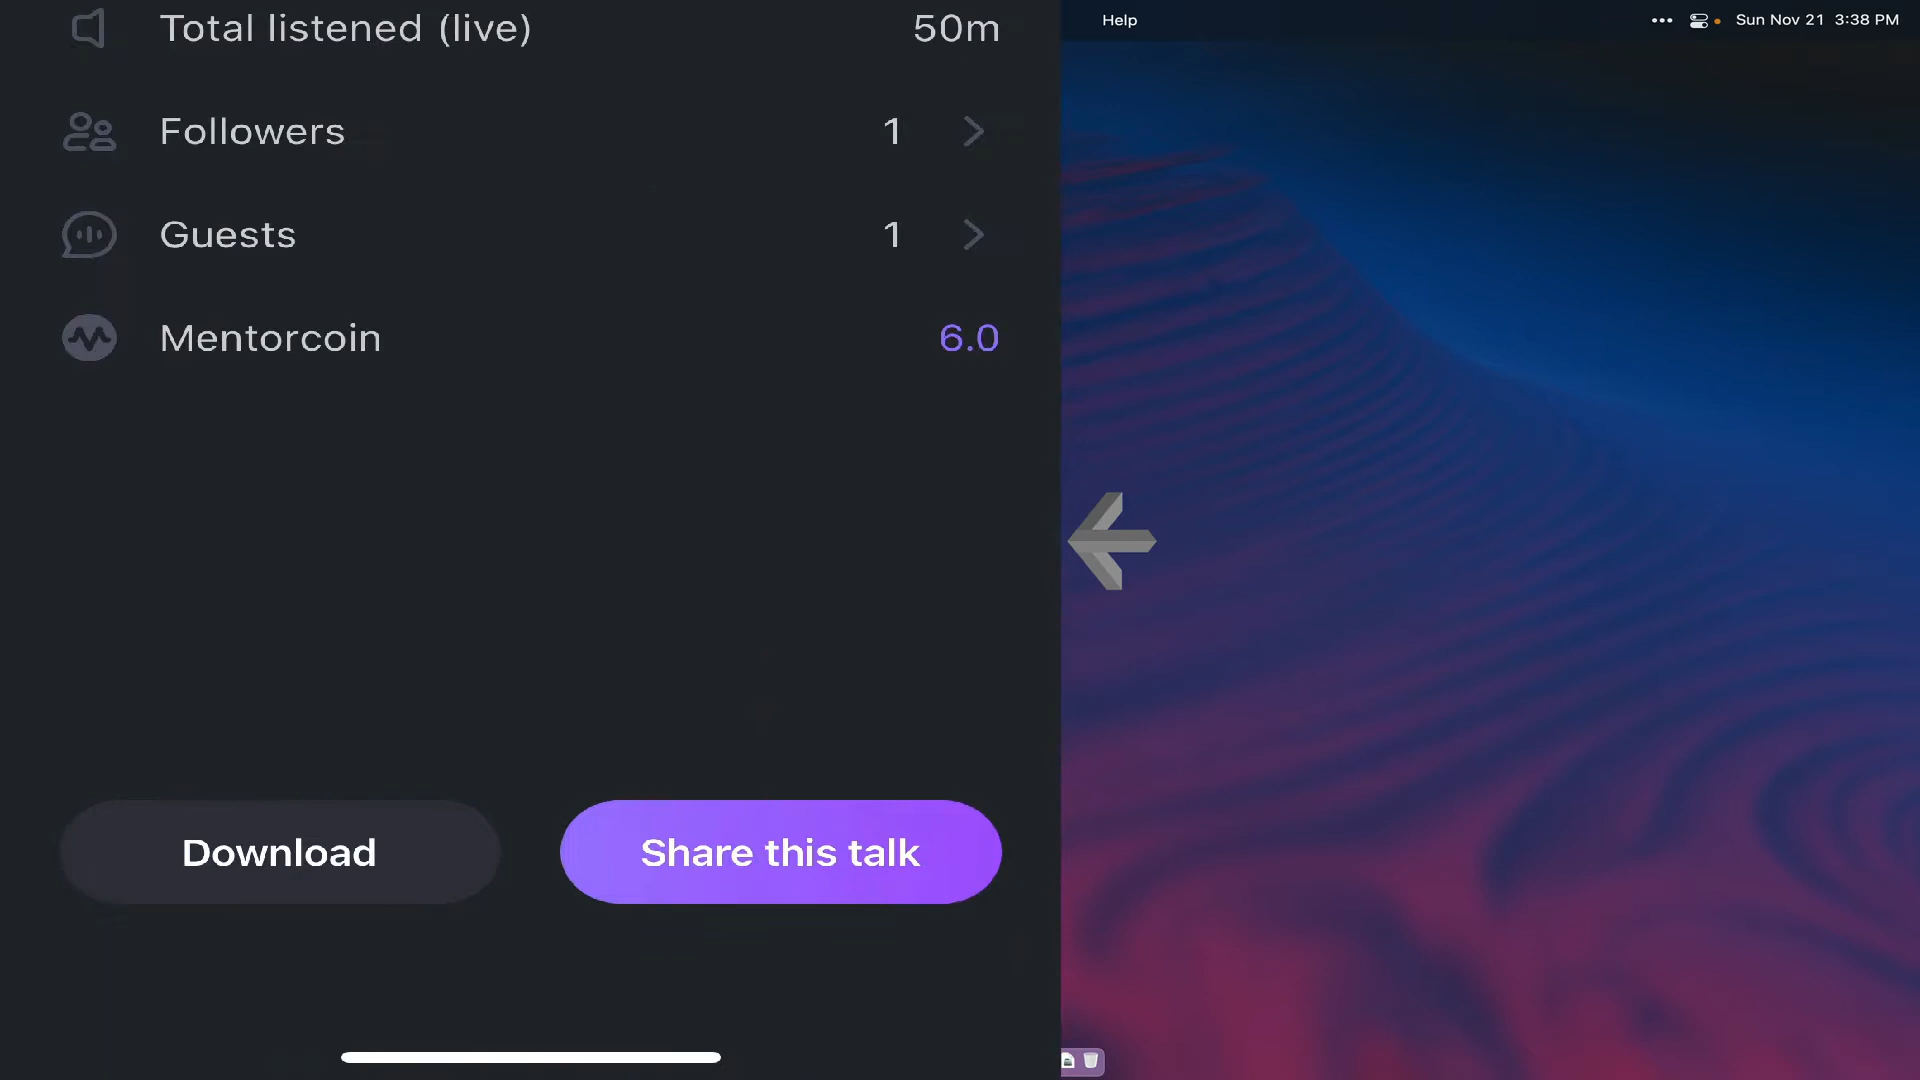 Total listened (live) 50m
Followers 1
Guests 1
Mentorcoin 6.0
Download Share this talk
Help ••• Sun Nov 21 3:38 PM